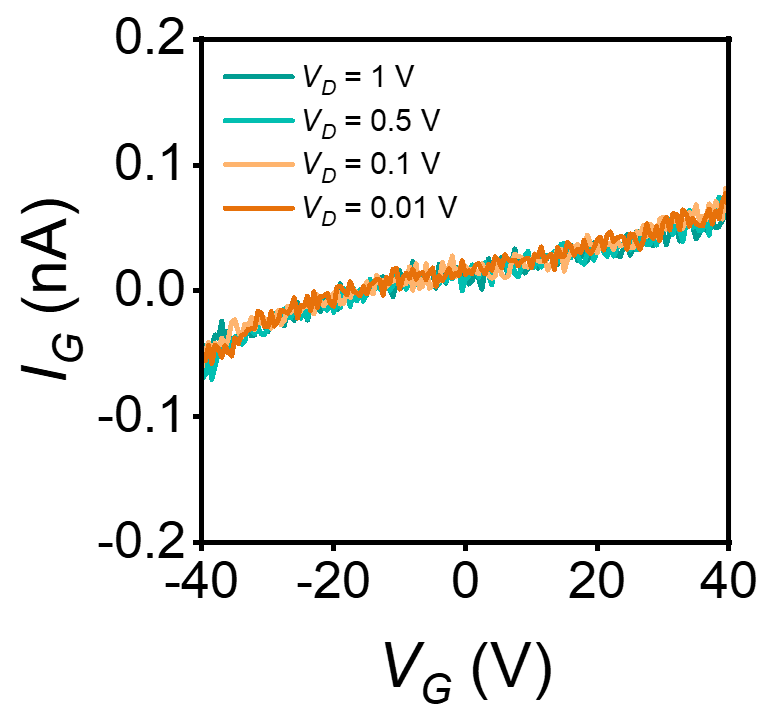 0.2
0.1
0.0
-0.1
-0.2
I_G (nA)
V_D = 1 V
V_D = 0.5 V
V_D = 0.1 V
V_D = 0.01 V
-40 -20 0 20 40
V_G (V)